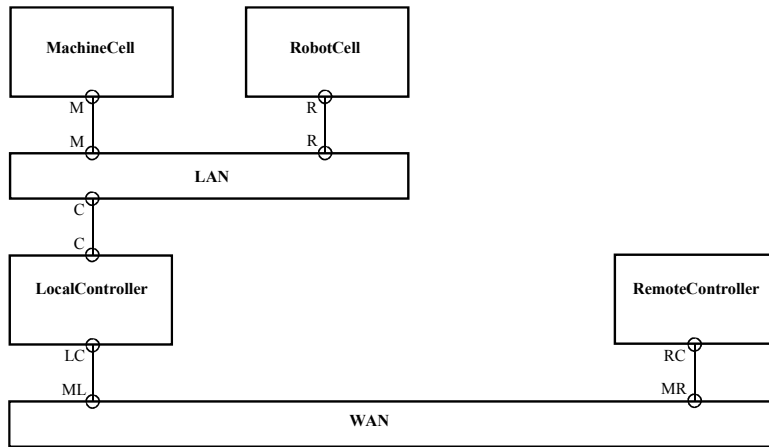 MachineCell
RobotCell
M
R
M
R
LAN
C
C
LocalController
RemoteController
LC
RC
ML
MR
WAN